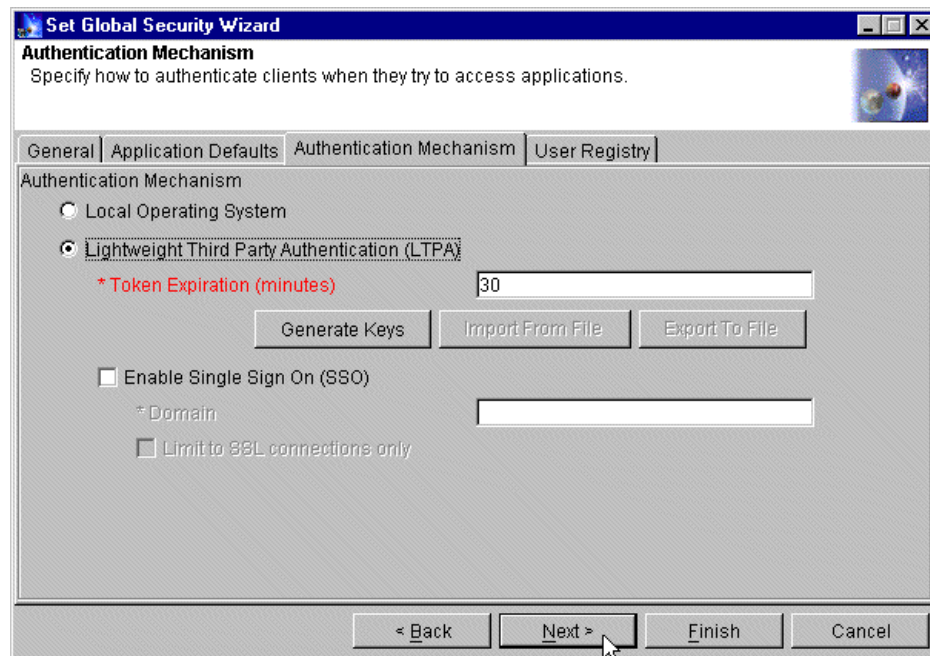 Set Global Security Wizard
Authentication Mechanism
Specify how to authenticate clients when they try to access applications.
General Application Defaults Authentication Mechanism User Registry
Authentication Mechanism
Local Operating System
Lightweight Third Party Authentication (LTPA)
* Token Expiration (minutes) 30
Generate Keys Import From File Export To File
Enable Single Sign On (SSO)
* Domain
Limit to SSL connections only
< Back Next > Finish Cancel